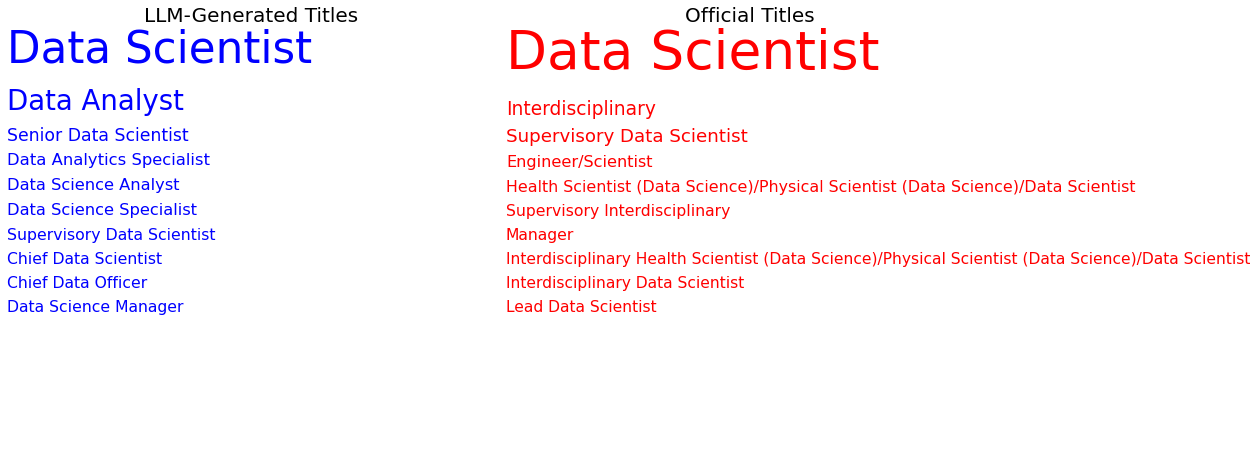 LLM-Generated Titles
Data Scientist
Data Analyst
Senior Data Scientist
Data Analytics Specialist
Data Science Analyst
Data Science Specialist
Supervisory Data Scientist
Chief Data Scientist
Chief Data Officer
Data Science Manager
Official Titles
Data Scientist
Interdisciplinary
Supervisory Data Scientist
Engineer/Scientist
Health Scientist (Data Science)/Physical Scientist (Data Science)/Data Scientist
Supervisory Interdisciplinary
Manager
Interdisciplinary Health Scientist (Data Science)/Physical Scientist (Data Science)/Data Scientist
Interdisciplinary Data Scientist
Lead Data Scientist